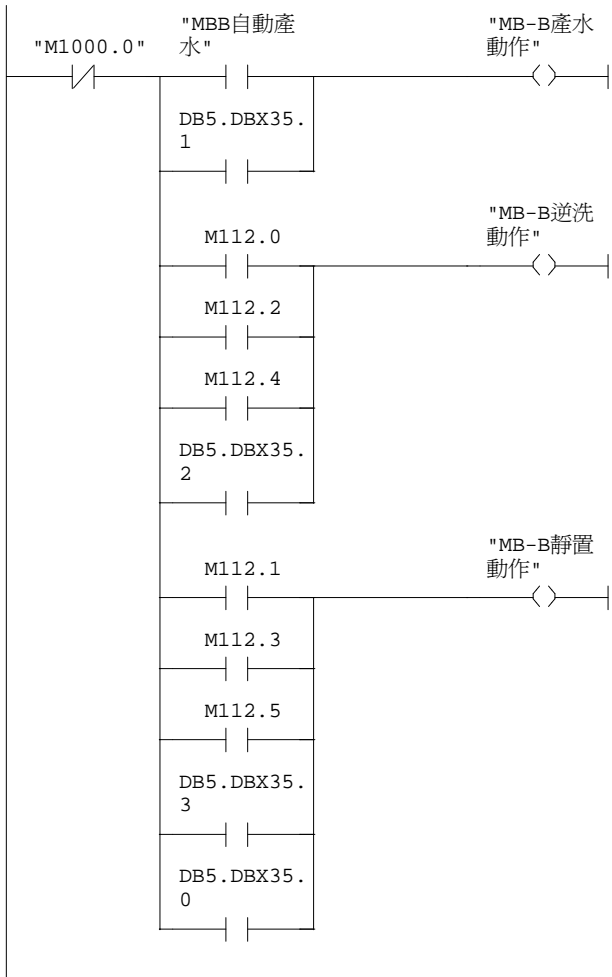 "MBB自動產
水"
"MB-B產水
動作"
"M1000.0"
DB5.DBX35.
1
"MB-B逆洗
動作"
M112.0
M112.2
M112.4
DB5.DBX35.
2
"MB-B靜置
動作"
M112.1
M112.3
M112.5
DB5.DBX35.
3
DB5.DBX35.
0